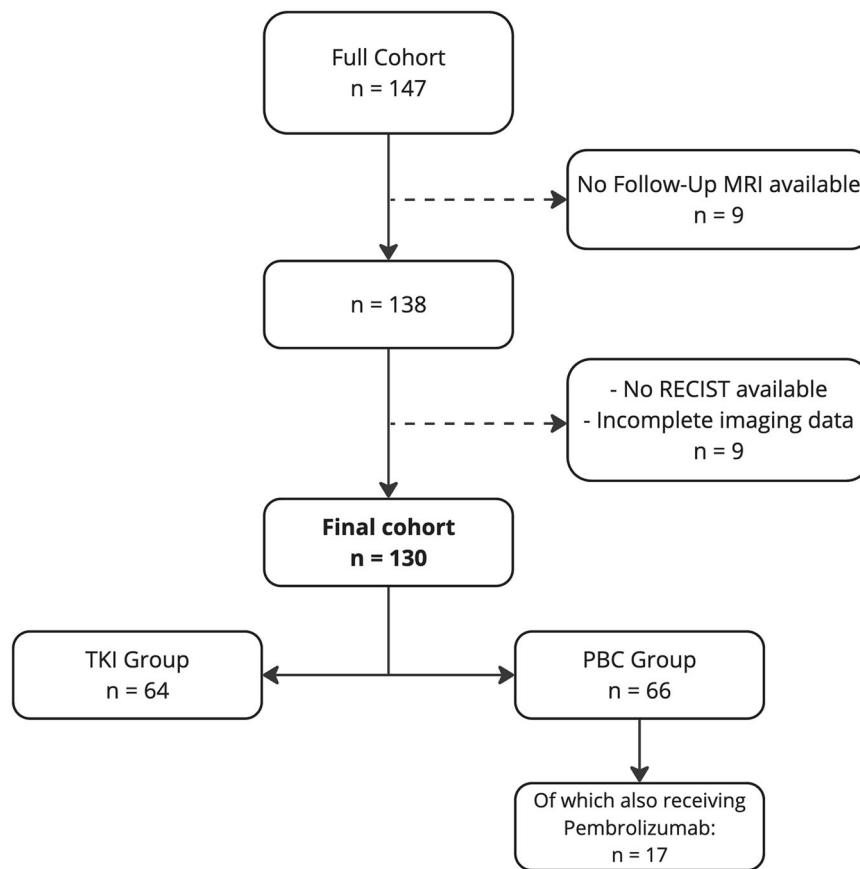 Full Cohort
n = 147
No Follow-Up MRI available
n = 9
n = 138
- No RECIST available
- Incomplete imaging data
n = 9
Final cohort
n = 130
TKI Group
n = 64
PBC Group
n = 66
Of which also receiving
Pembrolizumab:
n = 17